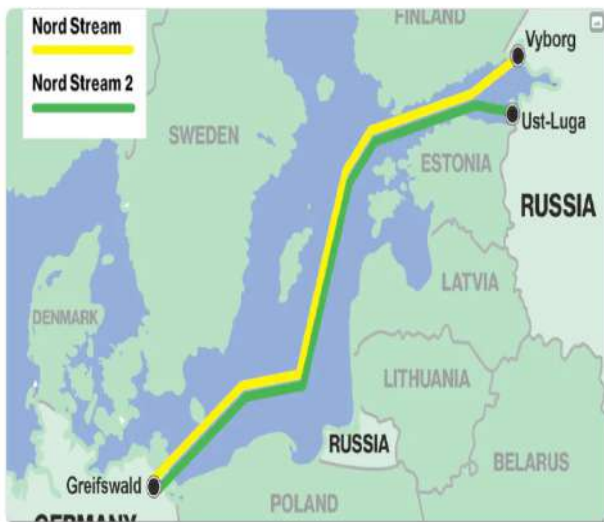 Nord Stream
Nord Stream 2
FINLAND
Vyborg
SWEDEN
Ust-Luga
ESTONIA
RUSSIA
LATVIA
DENMARK
LITHUANIA
RUSSIA
BELARUS
Greifswald
POLAND
GERMANY